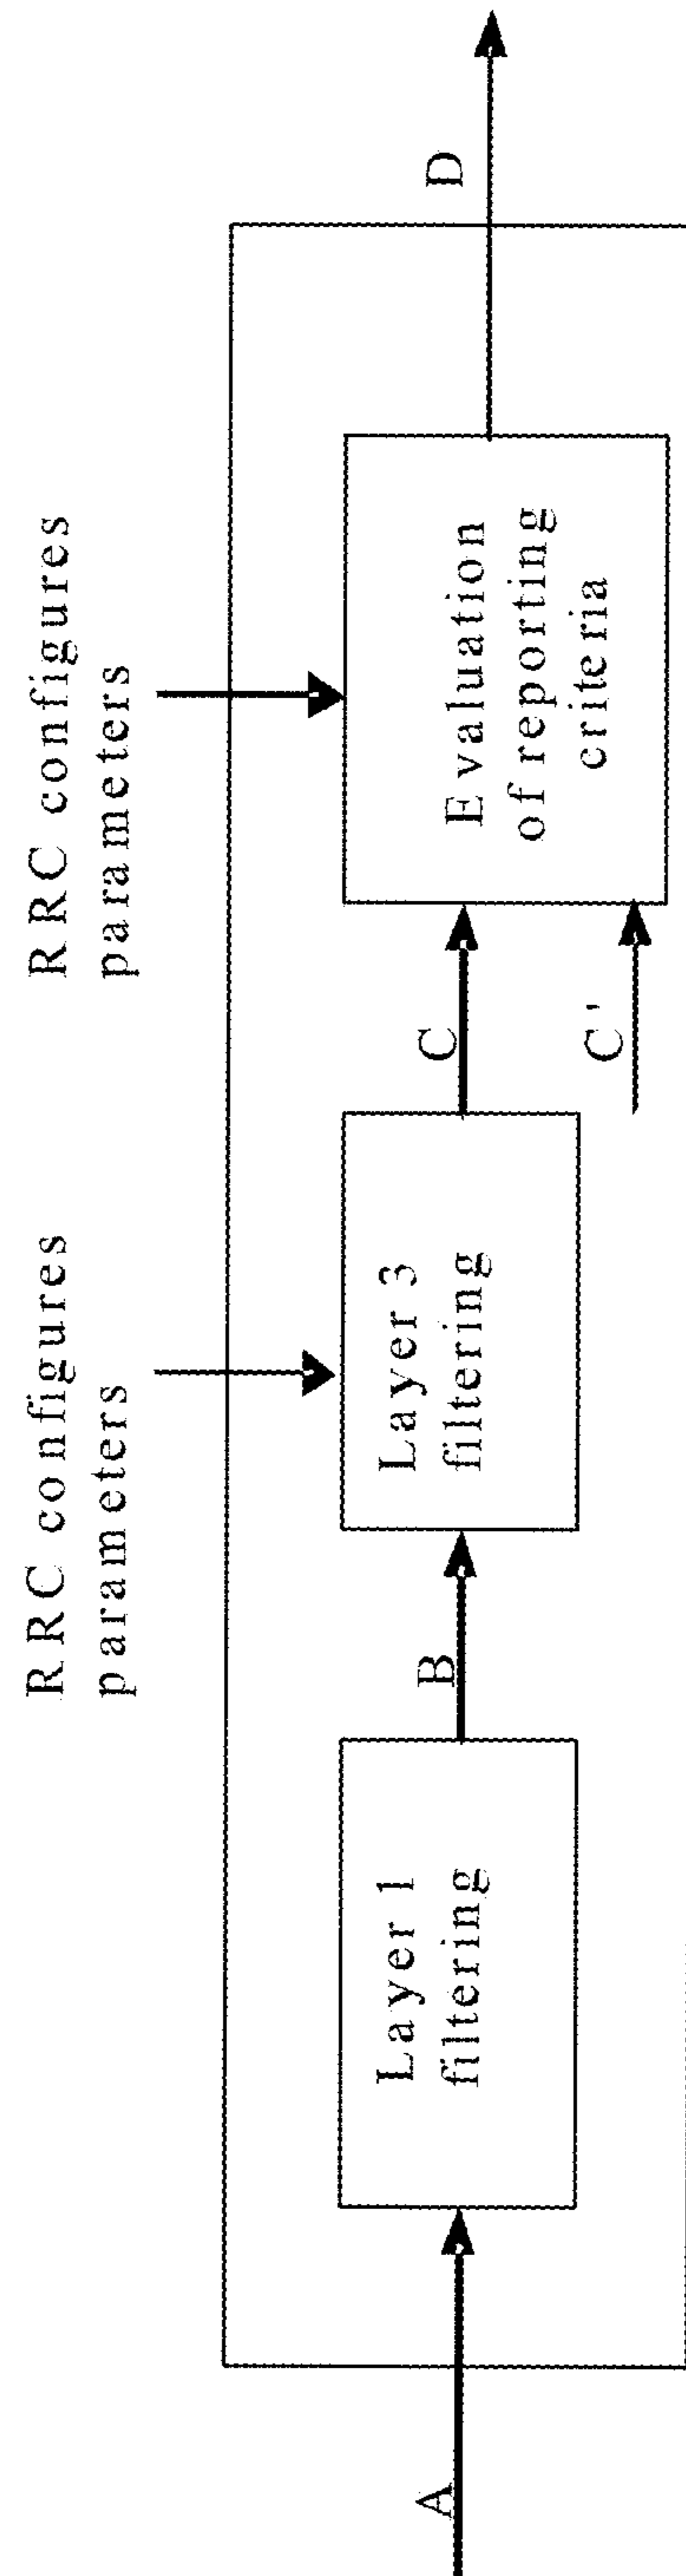 RRC configures
parameters
RRC configures
parameters
A
Layer 1
filtering
B
Layer 3
filtering
C
C'
Evaluation
of reporting
criteria
D